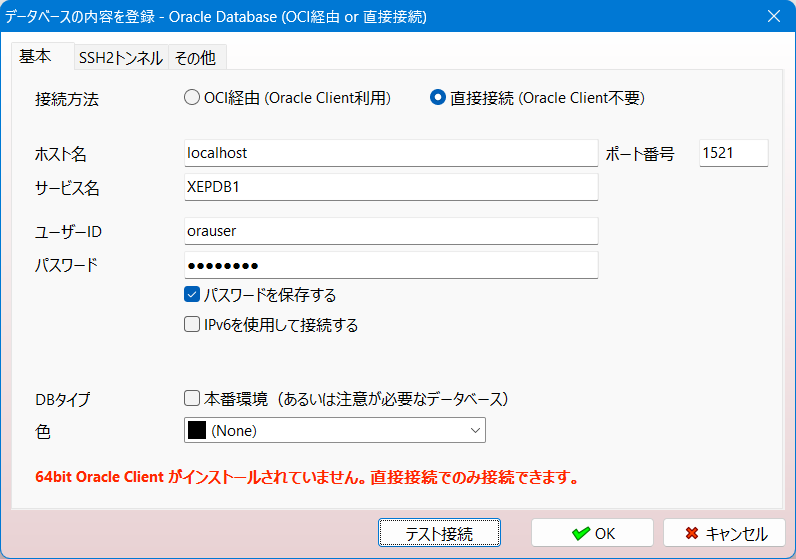 データベースの内容を登録 - Oracle Database (OCI経由 or 直接接続)
基本 SSH2トンネル その他
接続方法 OCI経由 (Oracle Client利用) 直接接続 (Oracle Client不要)
ホスト名 localhost ポート番号 1521
サービス名 XEPDB1
ユーザーID orauser
パスワード ●●●●●●●●
パスワードを保存する
IPv6を使用して接続する
DBタイプ 本番環境（あるいは注意が必要なデータベース）
色 (None)
64bit Oracle Client がインストールされていません。直接接続でのみ接続できます。
テスト接続 OK キャンセル